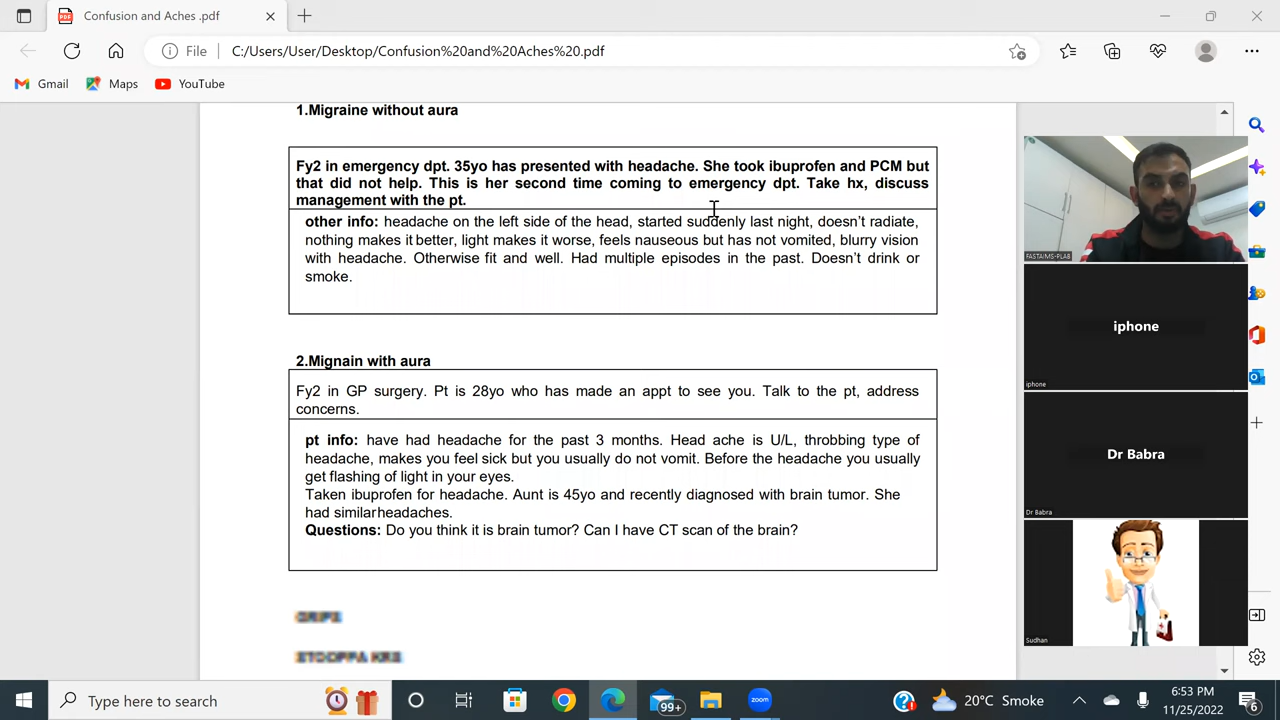 Confusion and Aches .pdf
File
C:/Users/User/Desktop/Confusion%20and%20Aches%20.pdf
Gmail
Maps
YouTube
1.Migraine without aura
Fy2 in emergency dpt. 35yo has presented with headache. She took ibuprofen and PCM but
that did not help. This is her second time coming to emergency dpt. Take hx, discuss
management with the pt.
other info: headache on the left side of the head, started suddenly last night, doesn't radiate,
nothing makes it better, light makes it worse, feels nauseous but has not vomited, blurry vision
with headache. Otherwise fit and well. Had multiple episodes in the past. Doesn't drink or
smoke.
2.Mignain with aura
Fy2 in GP surgery. Pt is 28yo who has made an appt to see you. Talk to the pt, address
concerns.
pt info: have had headache for the past 3 months. Head ache is U/L, throbbing type of
headache, makes you feel sick but you usually do not vomit. Before the headache you usually
get flashing of light in your eyes.
Taken ibuprofen for headache. Aunt is 45yo and recently diagnosed with brain tumor. She
had similarheadaches.
Questions: Do you think it is brain tumor? Can I have CT scan of the brain?
FASTAIMS-PLAB
iphone
iphone
Dr Babra
Dr Babra
Sudhan
Type here to search
99+
zoom
20°C Smoke
6:53 PM
11/25/2022
6